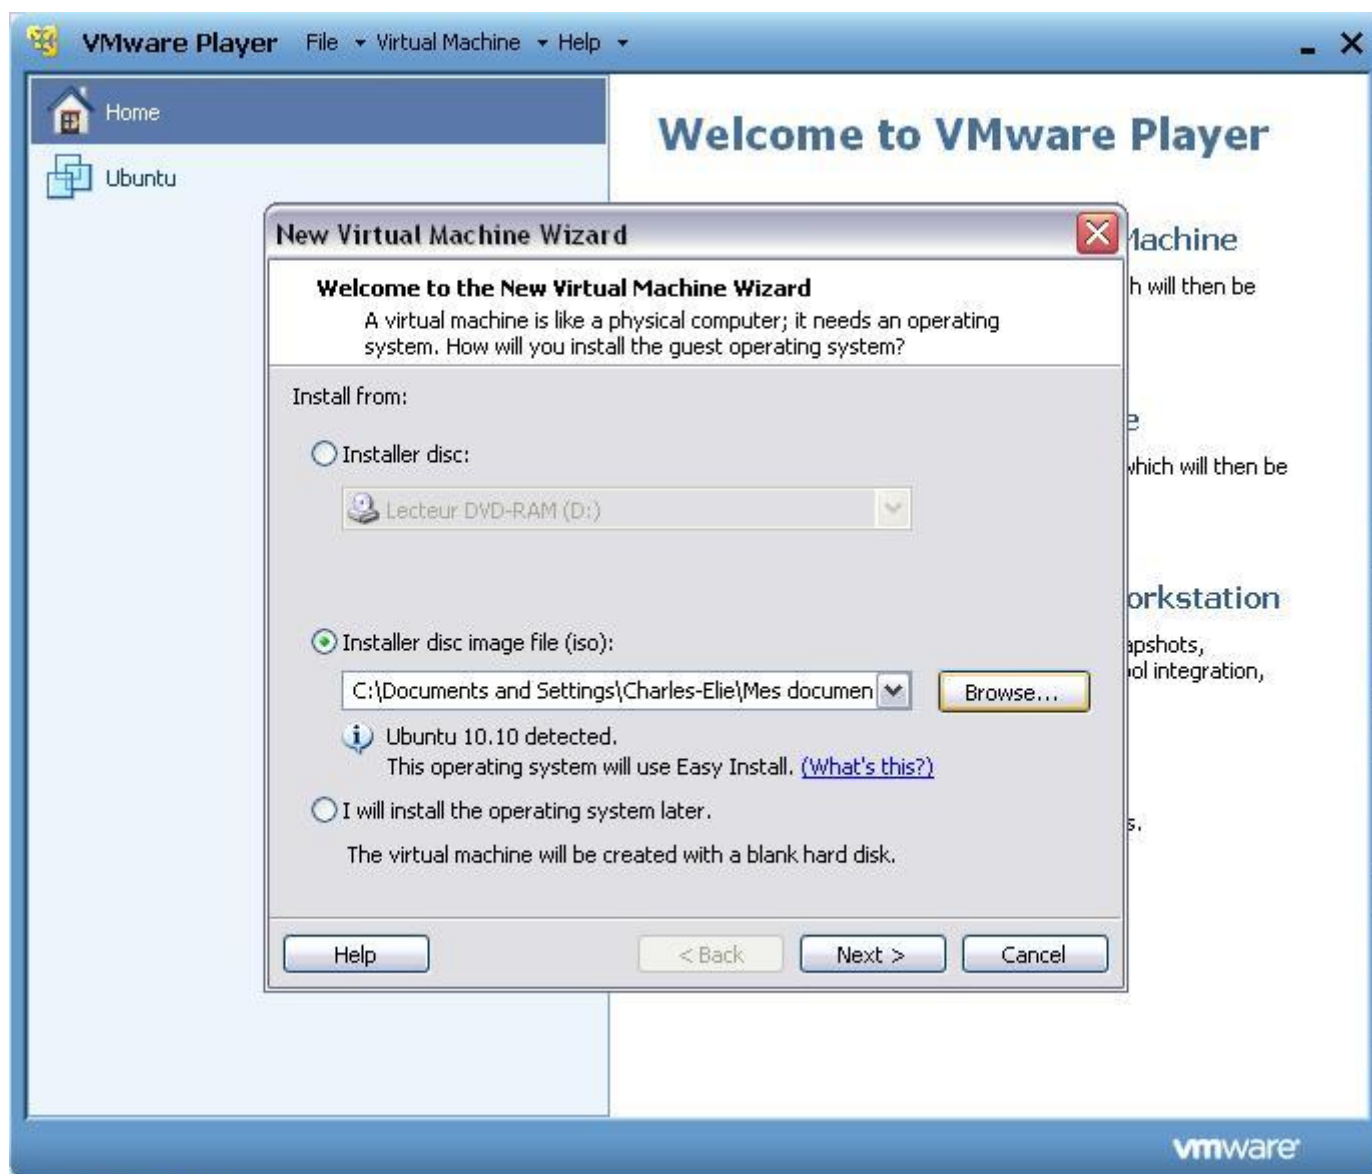 VMware Player File Virtual Machine Help
Home
Ubuntu
Welcome to VMware Player
New Virtual Machine Wizard
Welcome to the New Virtual Machine Wizard
A virtual machine is like a physical computer; it needs an operating
system. How will you install the guest operating system?
Install from:
Installer disc:
Lecteur DVD-RAM (D:)
Installer disc image file (iso):
C:\Documents and Settings\Charles-Elie\Mes documen
Browse...
Ubuntu 10.10 detected.
This operating system will use Easy Install. (What's this?)
I will install the operating system later.
The virtual machine will be created with a blank hard disk.
Help < Back Next > Cancel
will then be
will then be
integration,
vmware